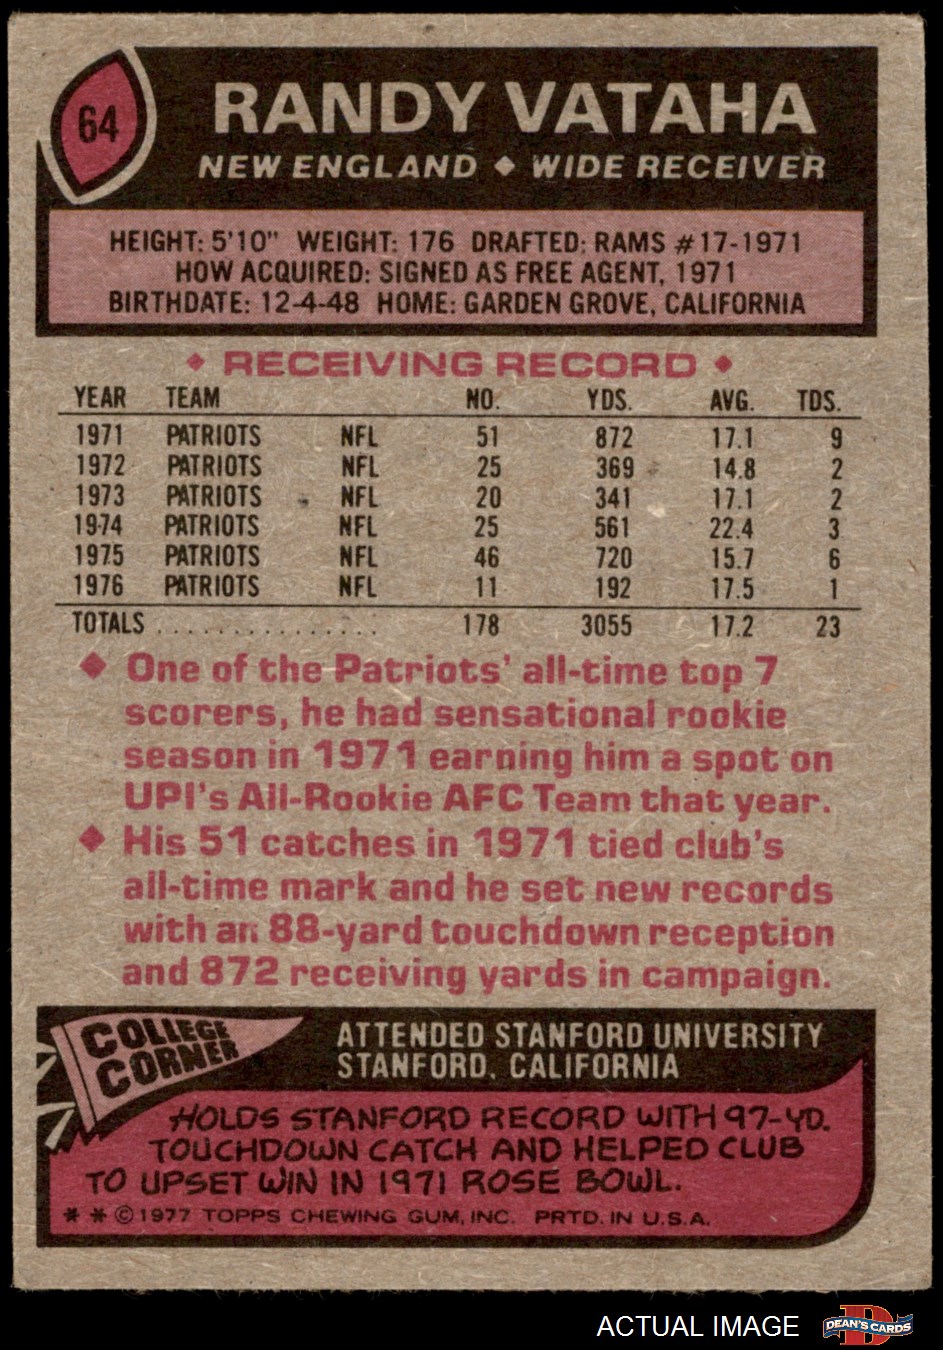 64
RANDY VATAHA
NEW ENGLAND ◆ WIDE RECEIVER
HEIGHT: 5'10" WEIGHT: 176 DRAFTED: RAMS #17-1971
HOW ACQUIRED: SIGNED AS FREE AGENT, 1971
BIRTHDATE: 12-4-48 HOME: GARDEN GROVE, CALIFORNIA
◆ RECEIVING RECORD ◆
YEAR TEAM NO. YDS. AVG. TDS.
1971 PATRIOTS NFL 51 872 17.1 9
1972 PATRIOTS NFL 25 369 14.8 2
1973 PATRIOTS NFL 20 341 17.1 2
1974 PATRIOTS NFL 25 561 22.4 3
1975 PATRIOTS NFL 46 720 15.7 6
1976 PATRIOTS NFL 11 192 17.5 1
TOTALS ................ 178 3055 17.2 23
◆ One of the Patriots' all-time top 7
scorers, he had sensational rookie
season in 1971 earning him a spot on
UPI's All-Rookie AFC Team that year.
◆ His 51 catches in 1971 tied club's
all-time mark and he set new records
with an 88-yard touchdown reception
and 872 receiving yards in campaign.
COLLEGE
CORNER
ATTENDED STANFORD UNIVERSITY
STANFORD, CALIFORNIA
HOLDS STANFORD RECORD WITH 97-YD.
TOUCHDOWN CATCH AND HELPED CLUB
TO UPSET WIN IN 1971 ROSE BOWL.
* * © 1977 TOPPS CHEWING GUM, INC. PRTD. IN U.S.A.
ACTUAL IMAGE
D
DEAN'S CARDS